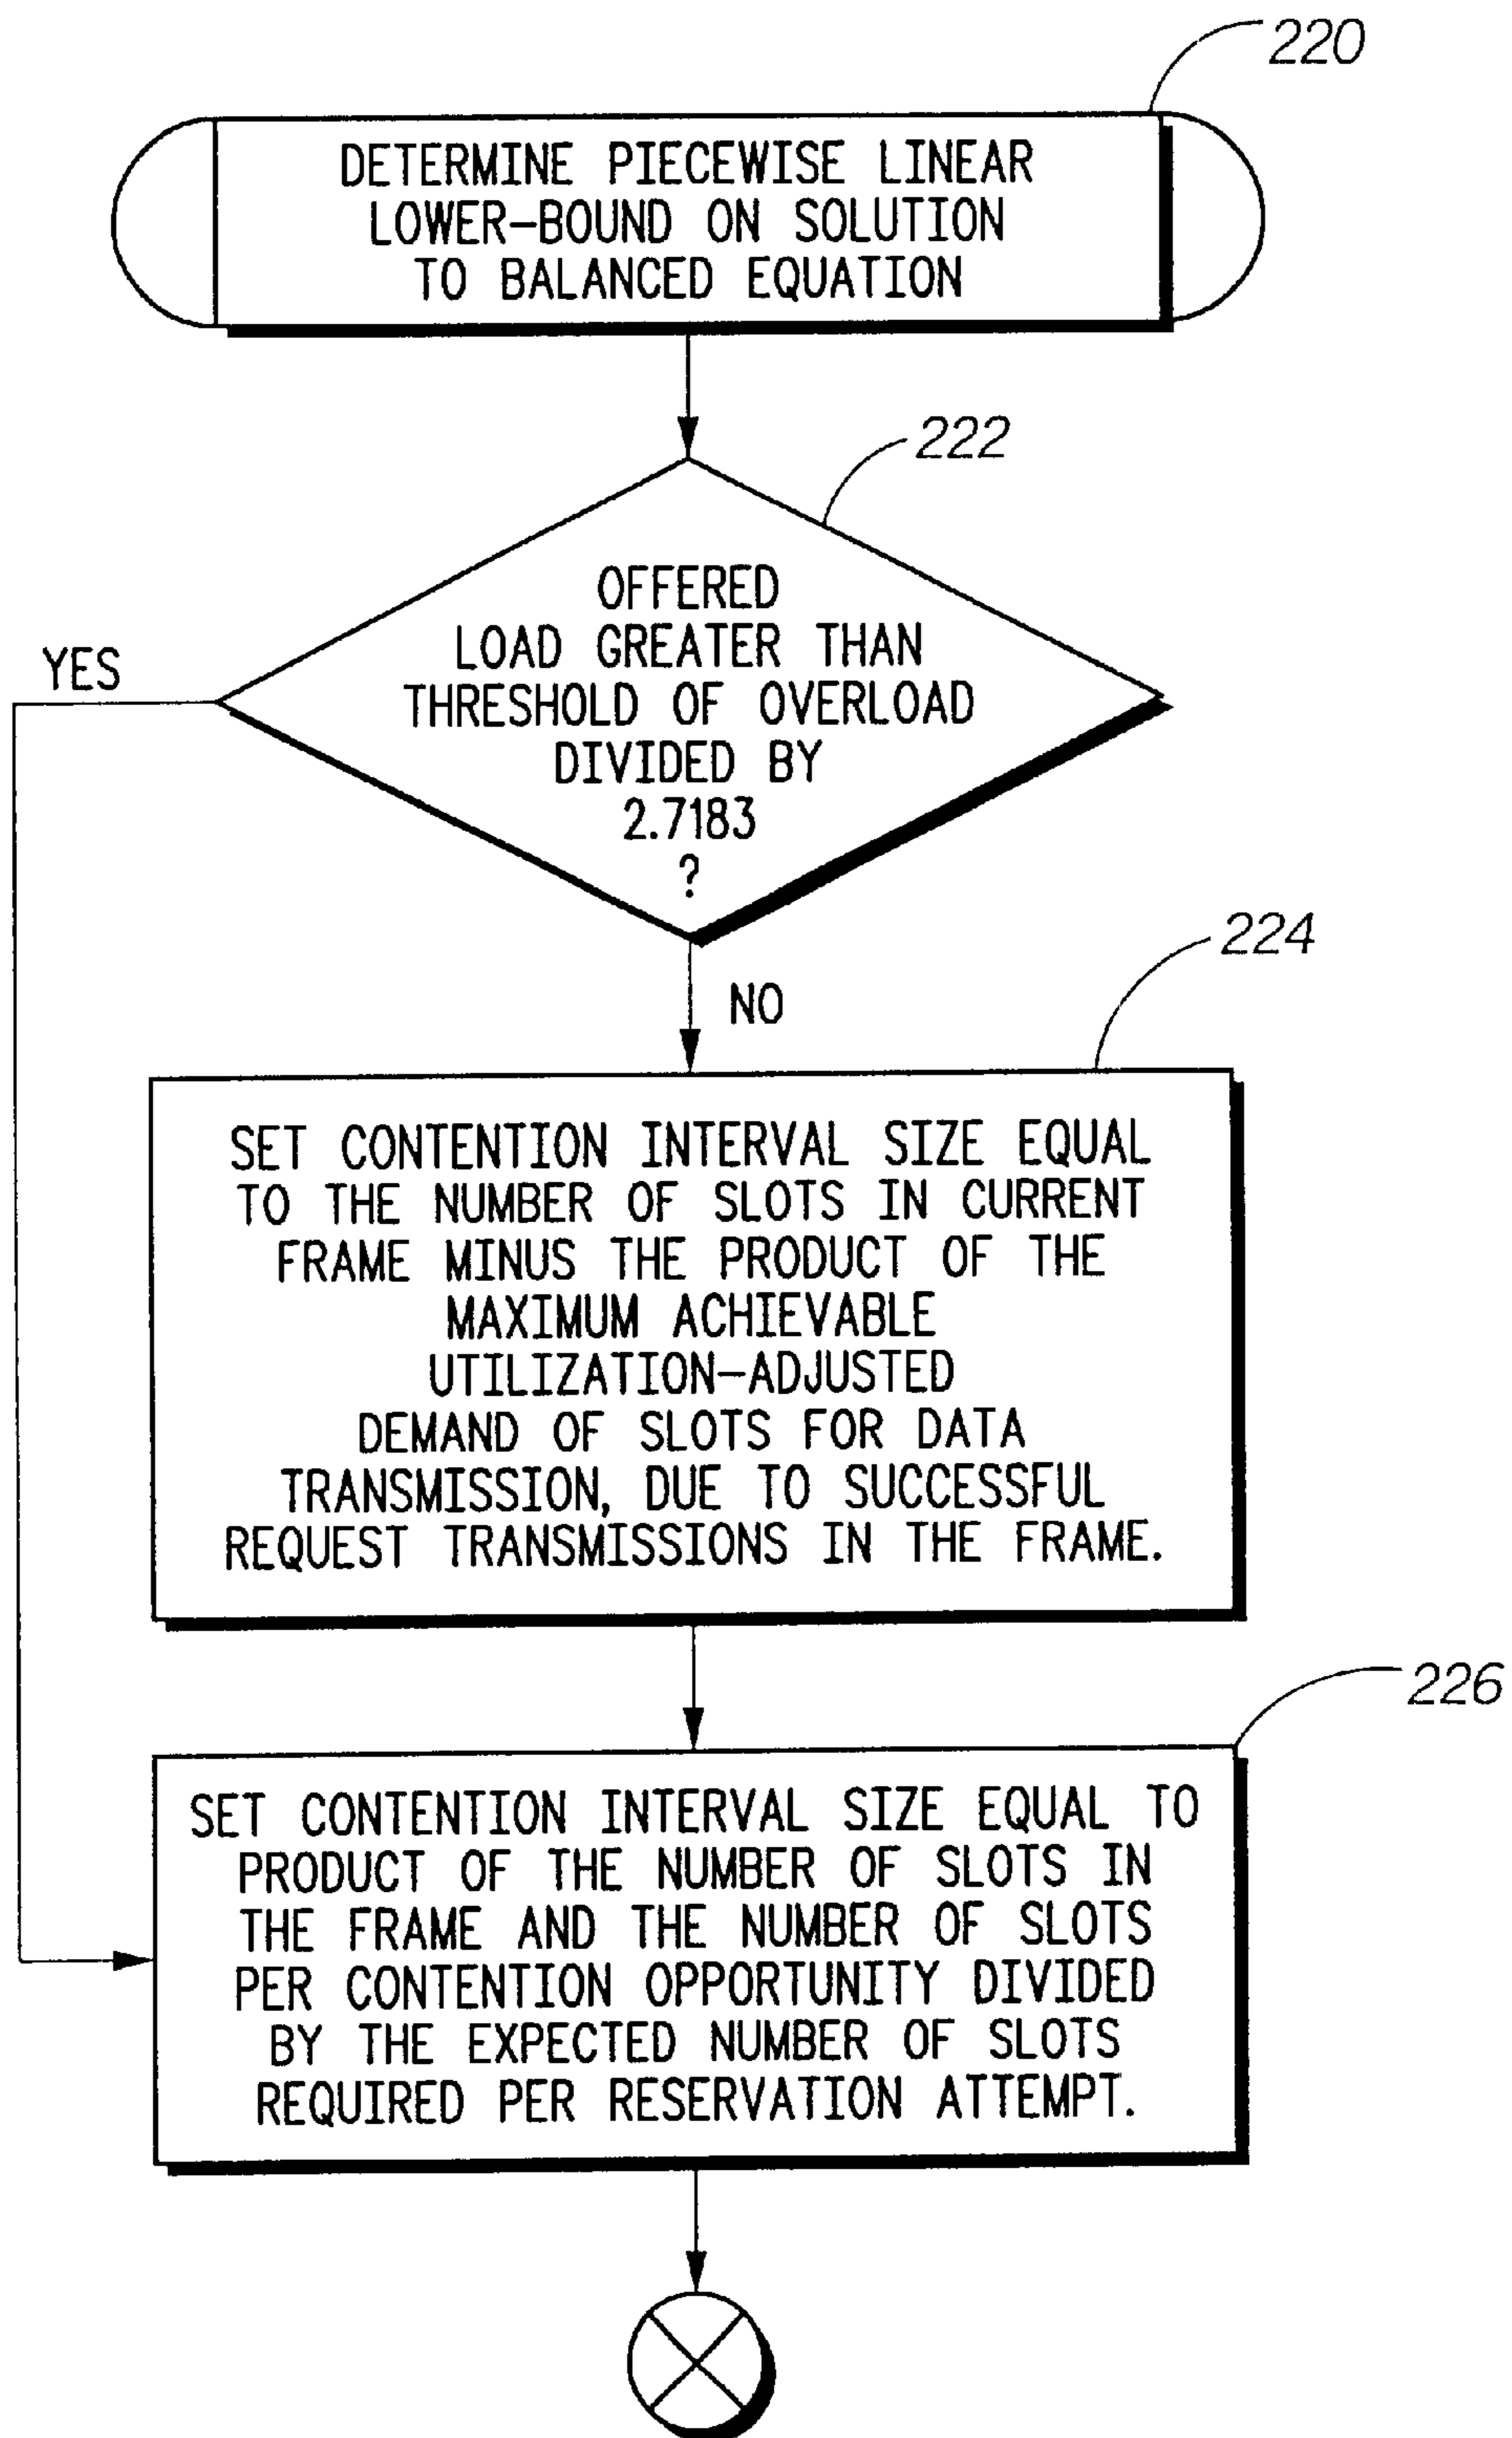 220
DETERMINE PIECEWISE LINEAR
LOWER-BOUND ON SOLUTION
TO BALANCED EQUATION
222
OFFERED
LOAD GREATER THAN
THRESHOLD OF OVERLOAD
DIVIDED BY
2.7183
?
YES
NO
224
SET CONTENTION INTERVAL SIZE EQUAL
TO THE NUMBER OF SLOTS IN CURRENT
FRAME MINUS THE PRODUCT OF THE
MAXIMUM ACHIEVABLE
UTILIZATION-ADJUSTED
DEMAND OF SLOTS FOR DATA
TRANSMISSION, DUE TO SUCCESSFUL
REQUEST TRANSMISSIONS IN THE FRAME.
226
SET CONTENTION INTERVAL SIZE EQUAL TO
PRODUCT OF THE NUMBER OF SLOTS IN
THE FRAME AND THE NUMBER OF SLOTS
PER CONTENTION OPPORTUNITY DIVIDED
BY THE EXPECTED NUMBER OF SLOTS
REQUIRED PER RESERVATION ATTEMPT.